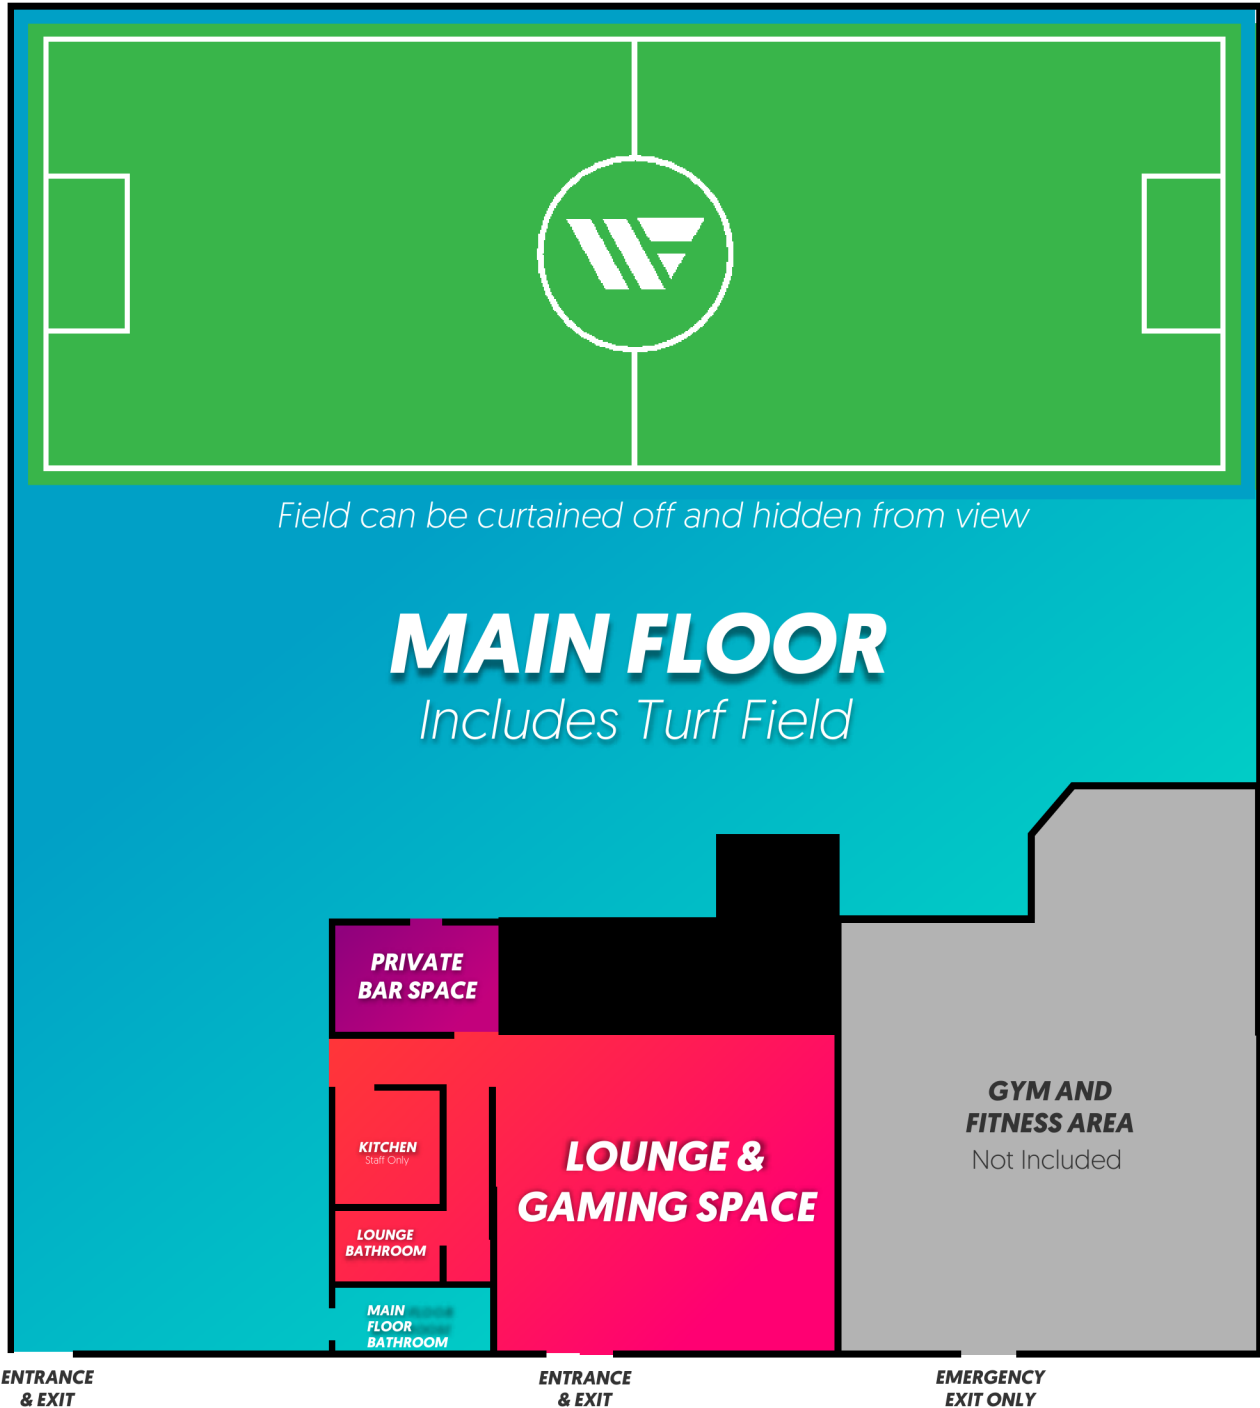 WF
Field can be curtained off and hidden from view
MAIN FLOOR
Includes Turf Field
PRIVATE
BAR SPACE
KITCHEN
Staff Only
LOUNGE
BATHROOM
MAIN
FLOOR
BATHROOM
LOUNGE &
GAMING SPACE
GYM AND
FITNESS AREA
Not Included
ENTRANCE
& EXIT
ENTRANCE
& EXIT
EMERGENCY
EXIT ONLY